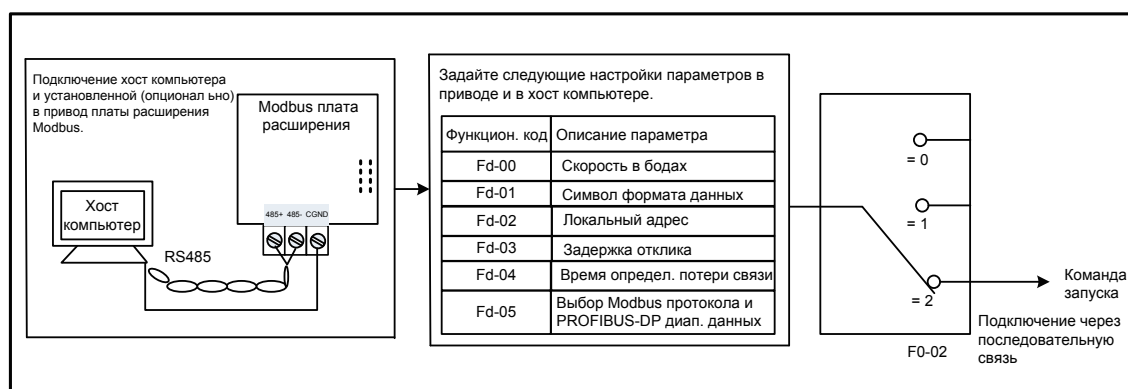 Подключение хост компьютера
и установленной (опционал ьно)
в привод платы расширения
Modbus.
Modbus плата
расширения
Хост
компьютер
485+ 485- CGND
RS485
Задайте следующие настройки параметров в
приводе и в хост компьютере.
Функцион. код Описание параметра
Fd-00 Скорость в бодах
Fd-01 Символ формата данных
Fd-02 Локальный адрес
Fd-03 Задержка отклика
Fd-04 Время определ. потери связи
Fd-05 Выбор Modbus протокола и
PROFIBUS-DP диап. данных
= 0
= 1
= 2
F0-02
Команда
запуска
Подключение через
последовательную
связь